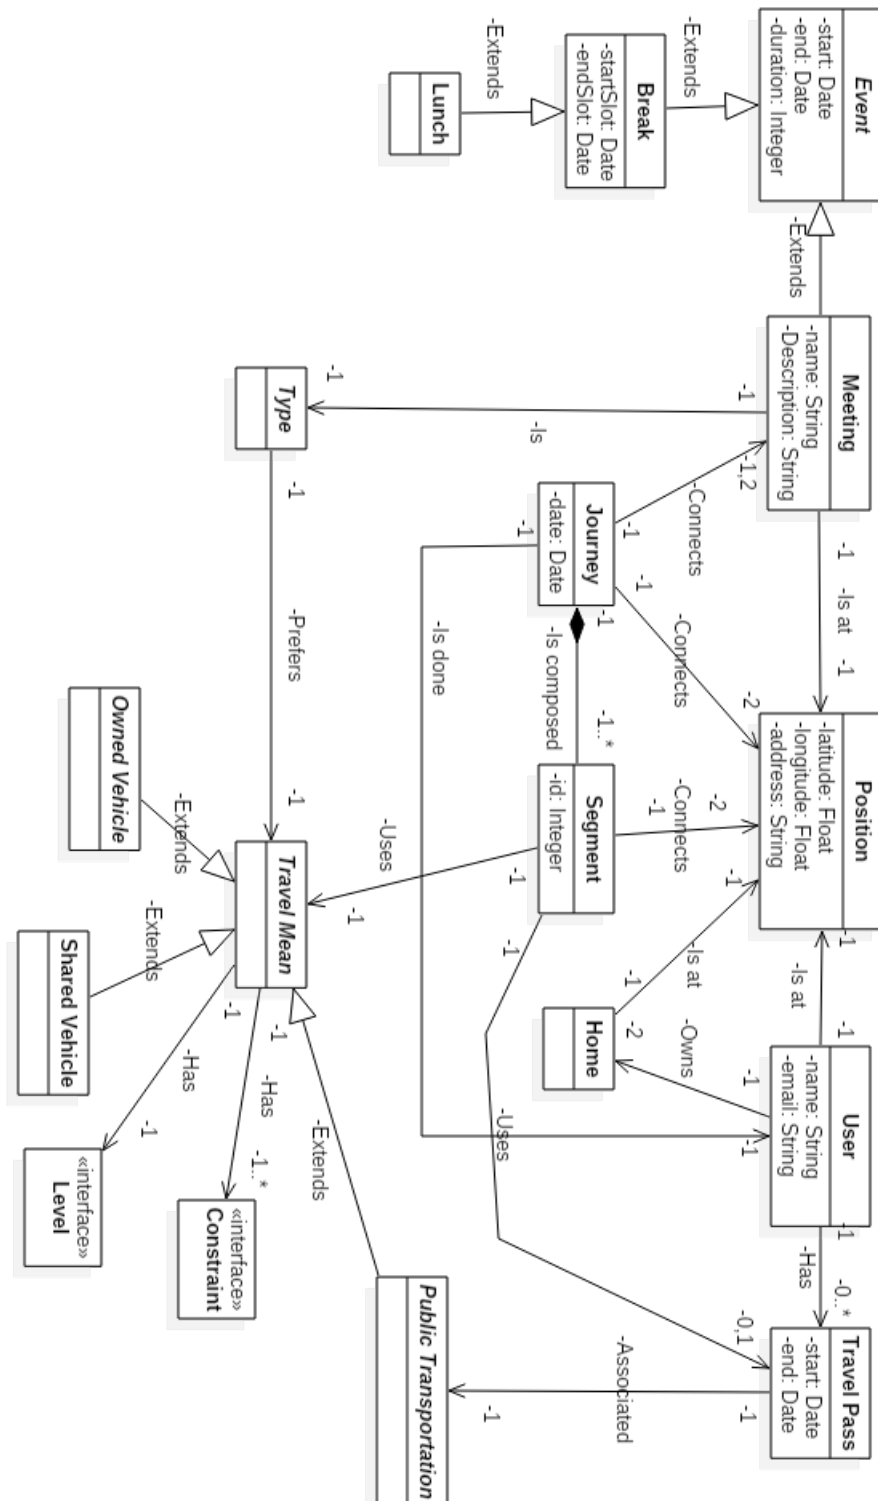 Event
-start: Date
-end: Date
-duration: Integer
-Extends
Break
-startSlot: Date
-endSlot: Date
-Extends
Lunch
-Extends
Meeting
-name: String
-Description: String
-1
-Is at
-1
Position
-latitude: Float
-longitude: Float
-address: String
-1
-Is at
-1
User
-name: String
-email: String
-1
-Has
-0..*
Travel Pass
-start: Date
-end: Date
-1
-Is
-1
-1,2
-Connects
-1
-1
-Connects
-2
Journey
-date: Date
-1
-Is composed
-1..*
Segment
-id: Integer
-2
-Connects
-1
-1
-Is at
-1
Home
-2
-Owns
-1
-1
-Is done
-1
-1
-Uses
-0,1
-1
-Uses
-1
-1
-Associated
-1
Type
-1
-Prefers
-1
Travel Mean
Owned Vehicle
-Extends
Shared Vehicle
-Extends
-1
-Has
-1
«interface»
Level
-1
-Has
-1..*
«interface»
Constraint
-Extends
Public Transportation